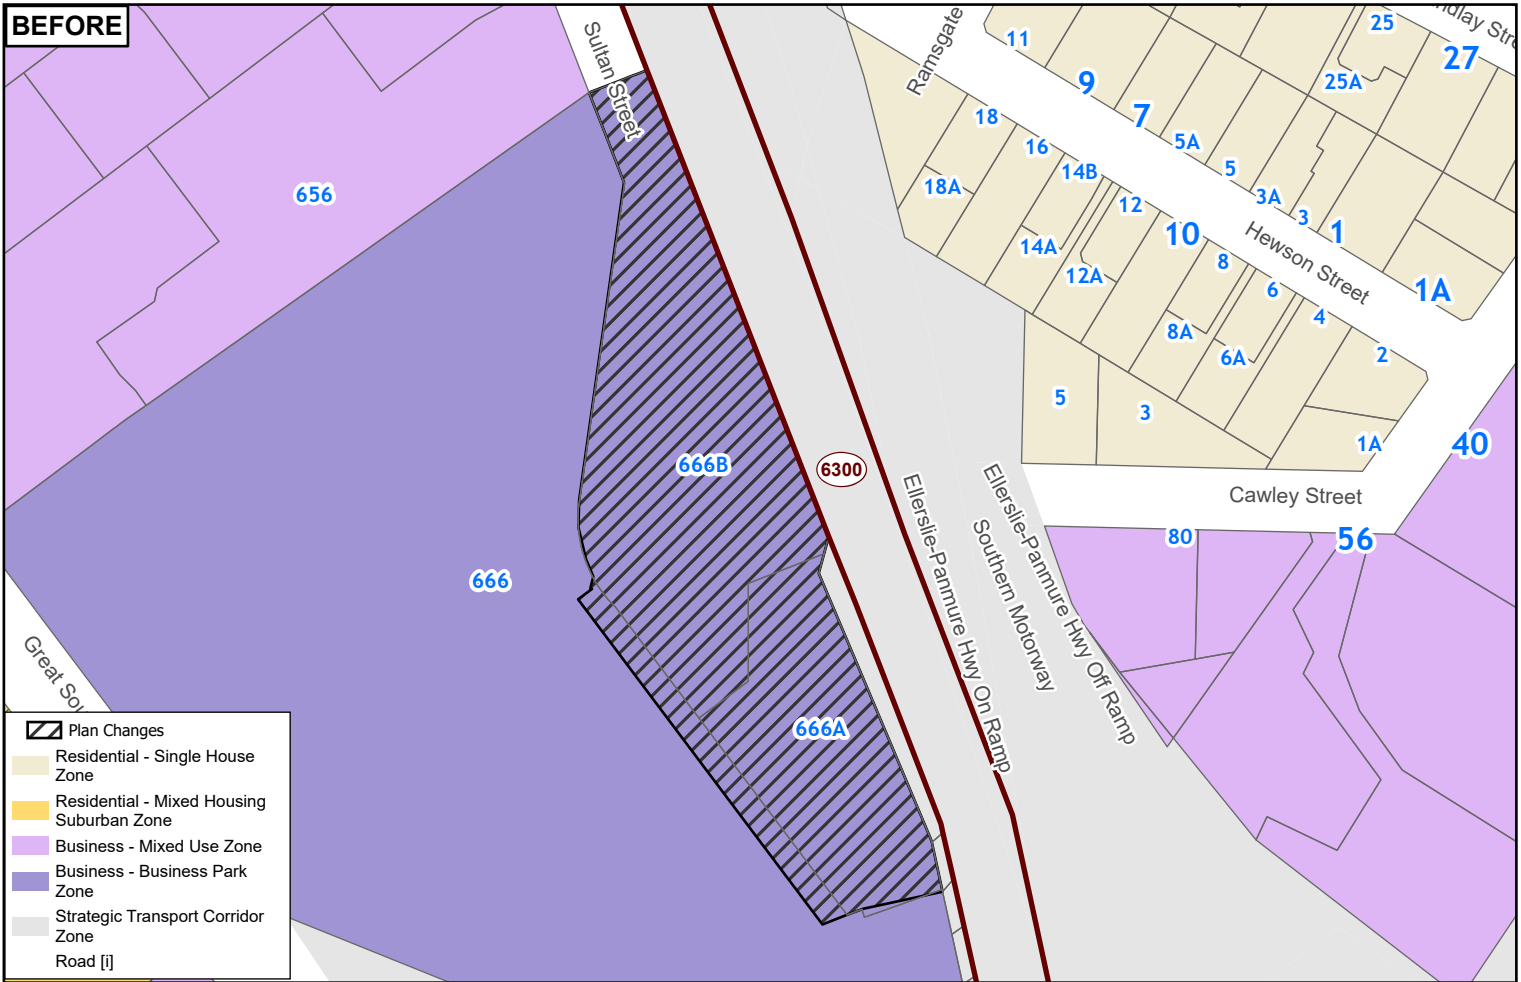 BEFORE
Sultan Street
Ramsgate
11
9
7
5A
5
3A
3
1
1A
25
25A
27
18
16
14B
12
10
8
6
4
2
18A
14A
12A
8A
6A
Hewson Street
5
3
1A
40
Cawley Street
80
56
656
666B
6300
666
666A
Ellerslie-Panmure Hwy On Ramp
Southern Motorway
Ellerslie-Panmure Hwy Off Ramp
Great Sou
Plan Changes
Residential - Single House
Zone
Residential - Mixed Housing
Suburban Zone
Business - Mixed Use Zone
Business - Business Park
Zone
Strategic Transport Corridor
Zone
Road [i]